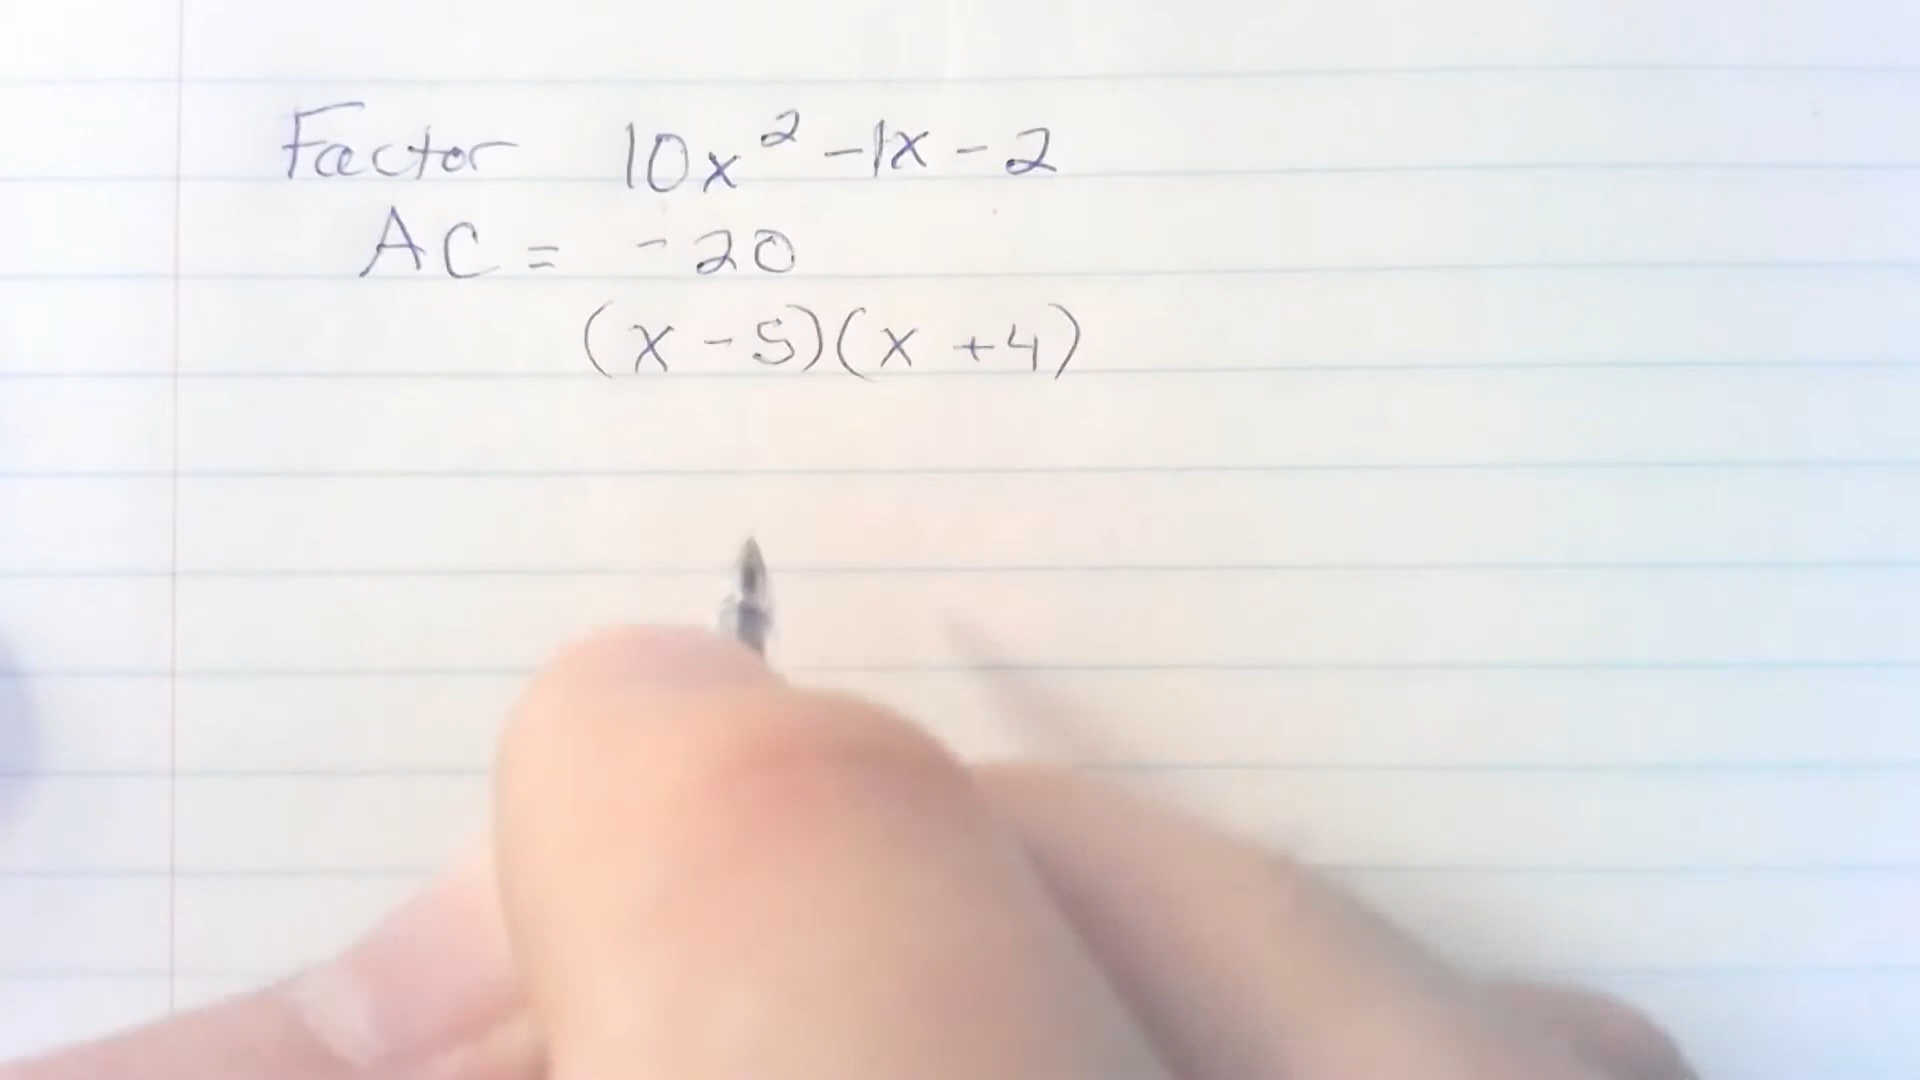 Factor 10x² -1x - 2
AC = -20
(x - 5)(x + 4)